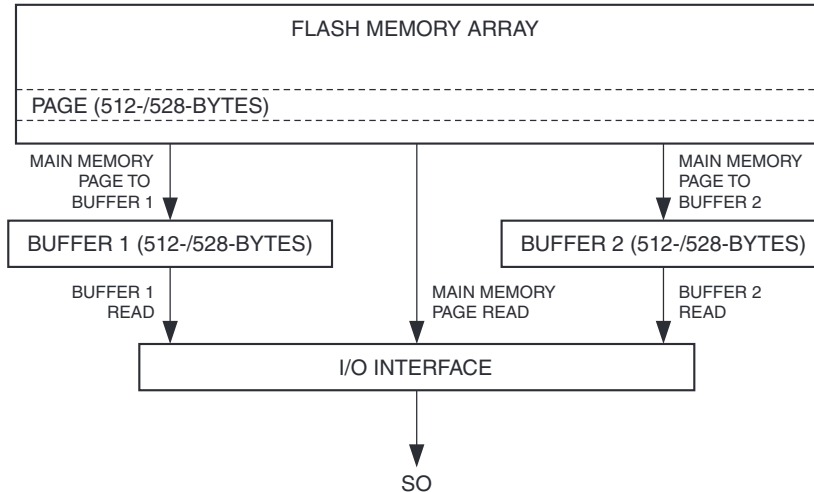 FLASH MEMORY ARRAY
PAGE (512-/528-BYTES)
MAIN MEMORY
PAGE TO
BUFFER 1
MAIN MEMORY
PAGE TO
BUFFER 2
BUFFER 1 (512-/528-BYTES)
BUFFER 2 (512-/528-BYTES)
BUFFER 1
READ
MAIN MEMORY
PAGE READ
BUFFER 2
READ
I/O INTERFACE
SO